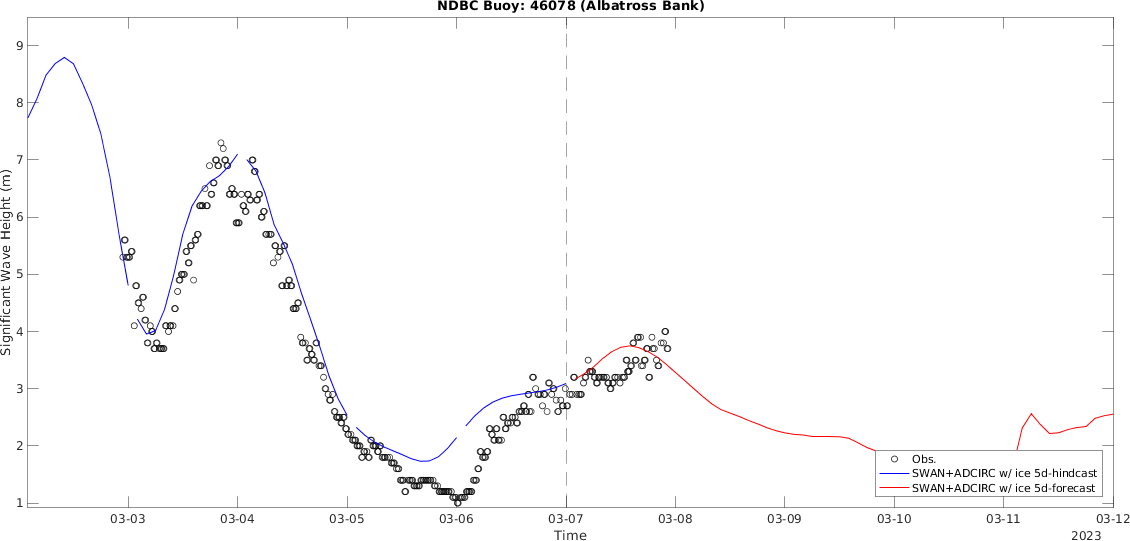 NDBC Buoy: 46078 (Albatross Bank)
Significant Wave Height (m)
9
8
7
6
5
4
3
2
1
Obs.
SWAN+ADCIRC w/ ice 5d-hindcast
SWAN+ADCIRC w/ ice 5d-forecast
03-03 03-04 03-05 03-06 03-07 03-08 03-09 03-10 03-11 03-12
Time
2023